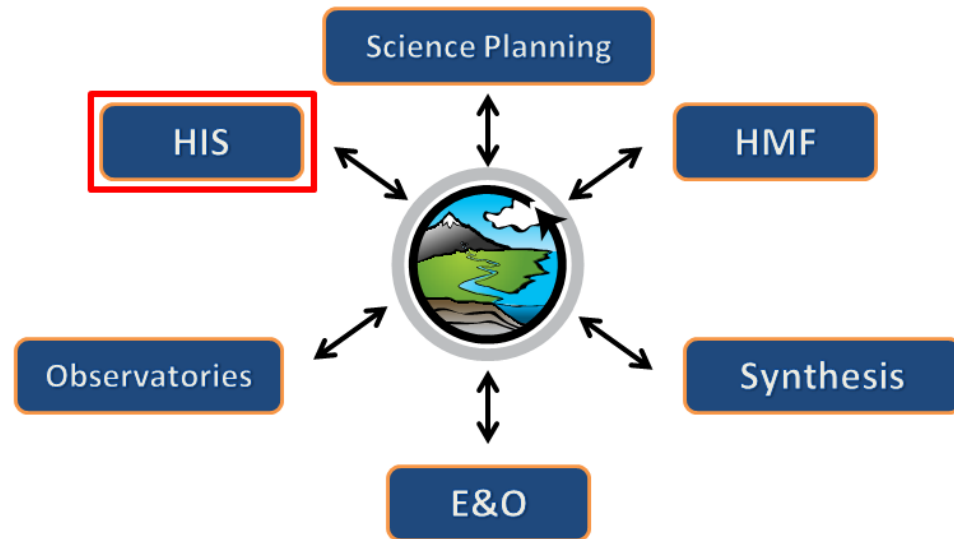 Science Planning
HIS
HMF
Observatories
Synthesis
E&O